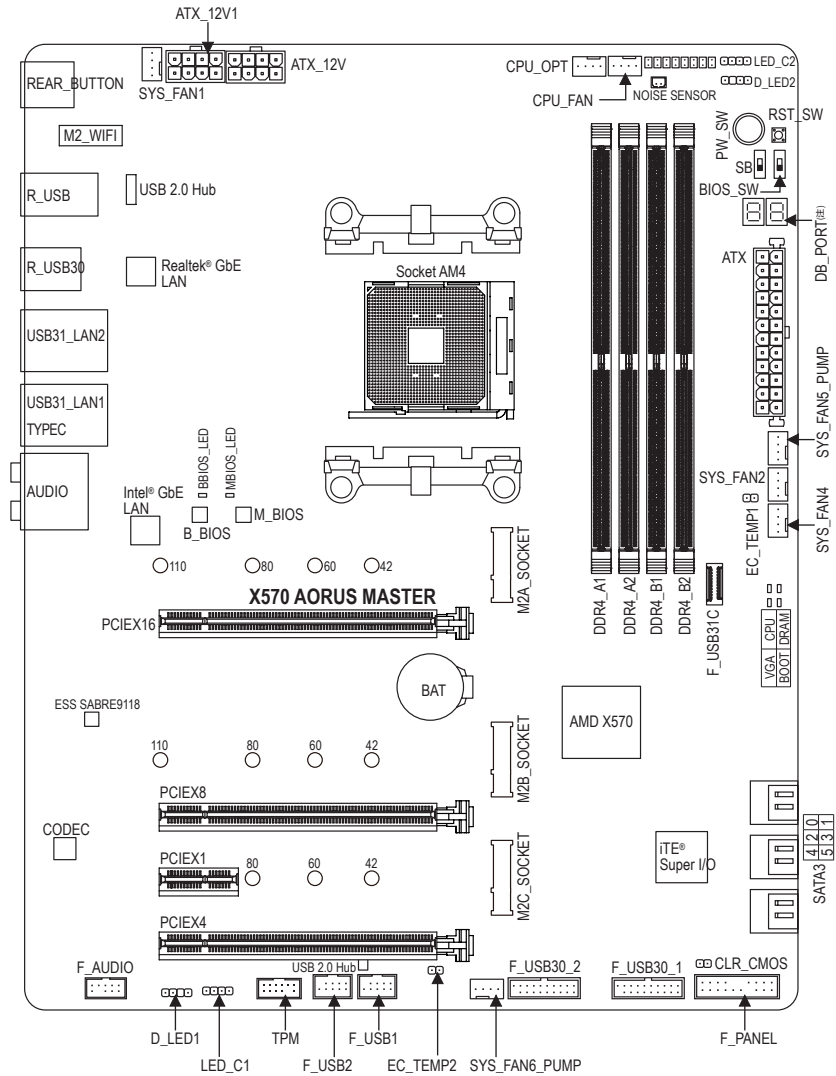 ATX_12V1
ATX_12V
SYS_FAN1
CPU_OPT
CPU_FAN
LED_C2
D_LED2
NOISE SENSOR
REAR_BUTTON
M2_WIFI
PW_SW
RST_SW
SB
BIOS_SW
R_USB
USB 2.0 Hub
DB_PORT(註)
R_USB30
Realtek® GbE
LAN
Socket AM4
ATX
USB31_LAN2
SYS_FAN5_PUMP
USB31_LAN1
TYPEC
BBIOS_LED
MBIOS_LED
AUDIO
Intel® GbE
LAN
B_BIOS
M_BIOS
SYS_FAN2
SYS_FAN4
EC_TEMP1
110
80
60
42
M2A_SOCKET
X570 AORUS MASTER
PCIEX16
DDR4_A1
DDR4_A2
DDR4_B1
DDR4_B2
F_USB31C
CPU DRAM
VGA BOOT
BAT
ESS SABRE9118
AMD X570
110
80
60
42
M2B_SOCKET
PCIEX8
CODEC
PCIEX1
80
60
42
M2C_SOCKET
iTE®
Super I/O
SATA3
4 2 0
5 3 1
PCIEX4
F_AUDIO
USB 2.0 Hub
F_USB30_2
F_USB30_1
CLR_CMOS
D_LED1
LED_C1
TPM
F_USB2
F_USB1
EC_TEMP2
SYS_FAN6_PUMP
F_PANEL